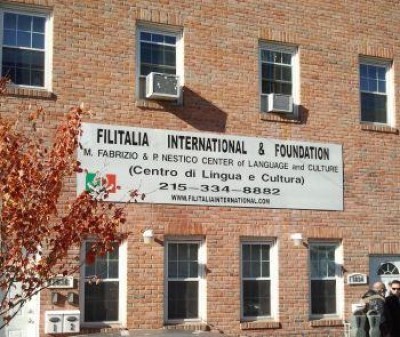 FILITALIA INTERNATIONAL & FOUNDATION
M. FABRIZIO & P. NESTICO CENTER of LANGUAGE and CULTURE
(Centro di Lingua e Cultura)
215-334-8882
WWW.FILITALIAINTERNATIONAL.COM